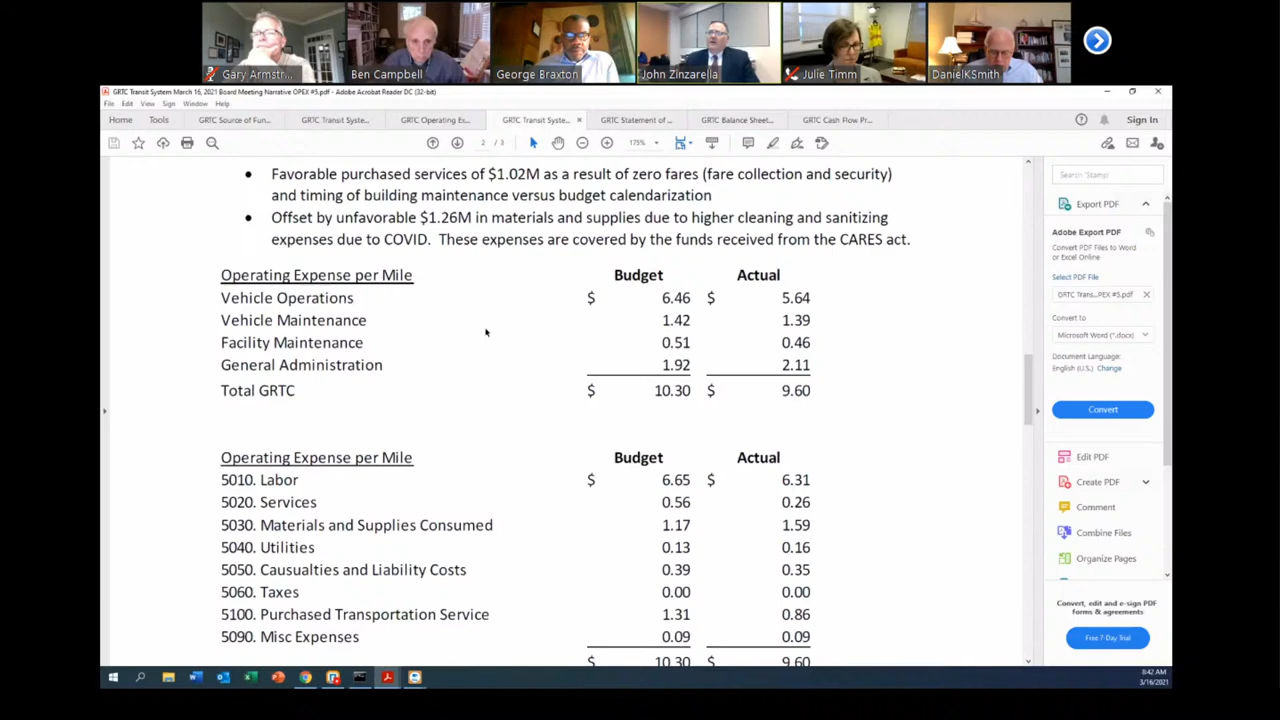 Gary Armstr...
Ben Campbell
George Braxton
John Zinzarella
Julie Timm
DanielKSmith
GRTC Transit System March 16, 2021 Board Meeting Narrative OPEX #5.pdf - Adobe Acrobat Reader DC (32-bit)
File Edit View Sign Window Help
Home Tools GRTC Source of Fun... GRTC Transit Syste... GRTC Operating Ex... GRTC Transit Syste... × GRTC Statement of ... GRTC Balance Sheet... GRTC Cash Flow Pr... Sign In
2 / 3 175%
• Favorable purchased services of $1.02M as a result of zero fares (fare collection and security)
and timing of building maintenance versus budget calendarization
• Offset by unfavorable $1.26M in materials and supplies due to higher cleaning and sanitizing
expenses due to COVID. These expenses are covered by the funds received from the CARES act.
Operating Expense per Mile Budget Actual
Vehicle Operations $ 6.46 $ 5.64
Vehicle Maintenance 1.42 1.39
Facility Maintenance 0.51 0.46
General Administration 1.92 2.11
Total GRTC $ 10.30 $ 9.60
Operating Expense per Mile Budget Actual
5010. Labor $ 6.65 $ 6.31
5020. Services 0.56 0.26
5030. Materials and Supplies Consumed 1.17 1.59
5040. Utilities 0.13 0.16
5050. Causualties and Liability Costs 0.39 0.35
5060. Taxes 0.00 0.00
5100. Purchased Transportation Service 1.31 0.86
5090. Misc Expenses 0.09 0.09
$ 10.30 $ 9.60
Search 'Stamp'
Export PDF
Adobe Export PDF
Convert PDF Files to Word
or Excel Online
Select PDF File
GRTC Trans...PEX #5.pdf ×
Convert to
Microsoft Word (*.docx)
Document Language:
English (U.S.) Change
Convert
Edit PDF
Create PDF
Comment
Combine Files
Organize Pages
Convert, edit and e-sign PDF
forms & agreements
Free 7-Day Trial
8:42 AM
3/16/2021